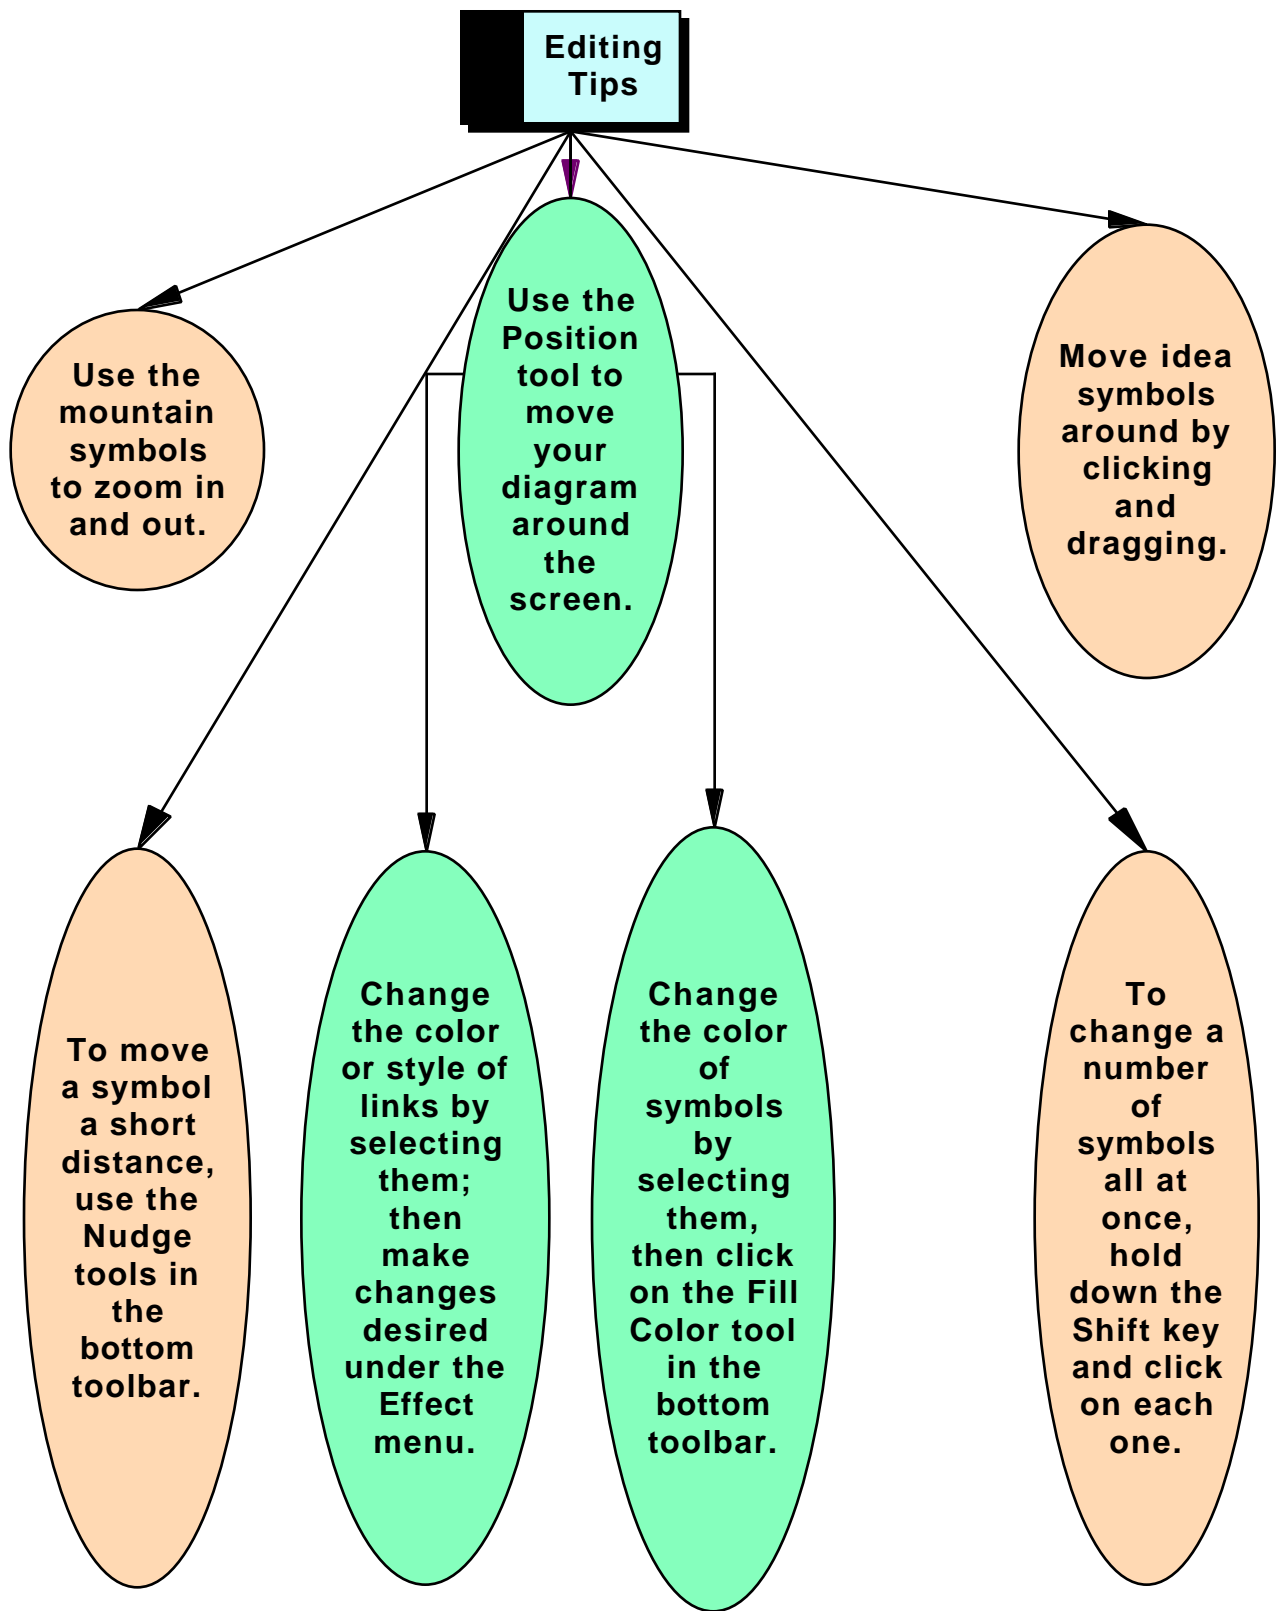 Editing
Tips
Use the
mountain
symbols
to zoom in
and out.
Use the
Position
tool to
move
your
diagram
around
the
screen.
Move idea
symbols
around by
clicking
and
dragging.
To move
a symbol
a short
distance,
use the
Nudge
tools in
the
bottom
toolbar.
Change
the color
or style of
links by
selecting
them;
then
make
changes
desired
under the
Effect
menu.
Change
the color
of
symbols
by
selecting
them,
then click
on the Fill
Color tool
in the
bottom
toolbar.
To
change a
number
of
symbols
all at
once,
hold
down the
Shift key
and click
on each
one.